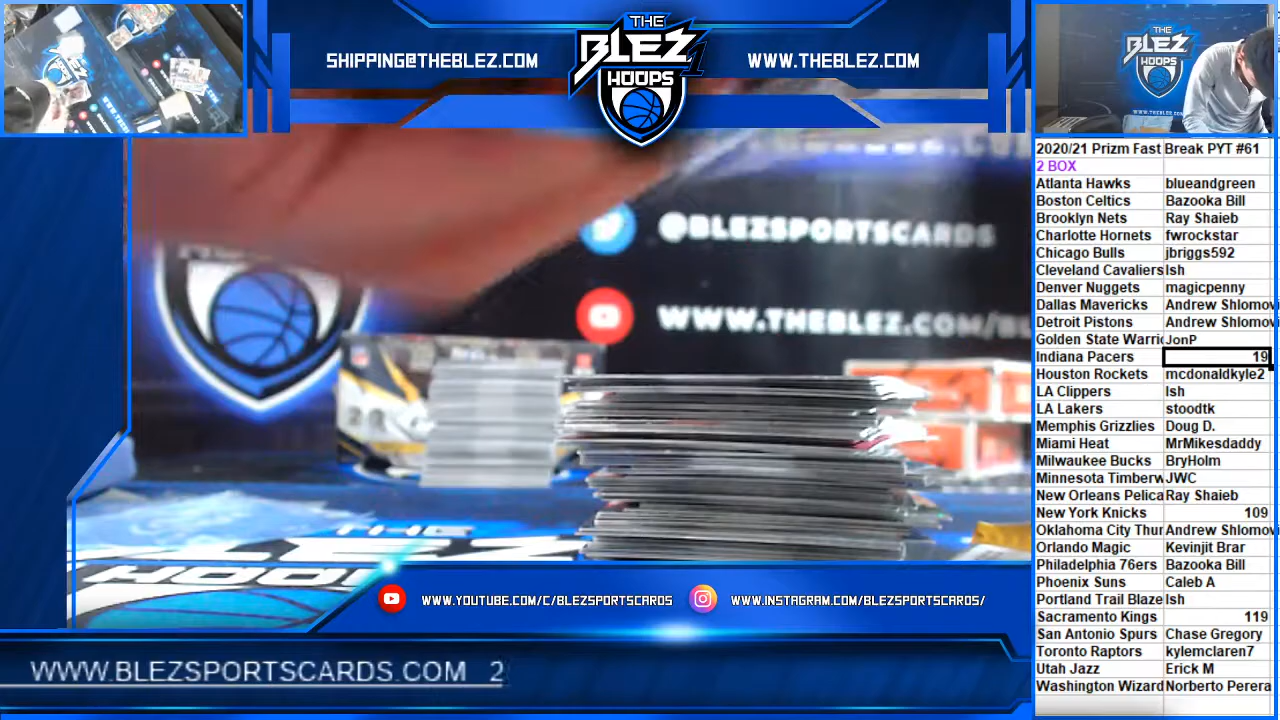 SHIPPING@THEBLEZ.COM
THE
BLEZ
HOOPS
WWW.THEBLEZ.COM
THE
BLEZ
HOOPS
@BLEZSPORTSCARDS
WWW.THEBLEZ.COM/BL
THE
BLEZ
WWW.YOUTUBE.COM/C/BLEZSPORTSCARDS
WWW.INSTAGRAM.COM/BLEZSPORTSCARDS/
WWW.BLEZSPORTSCARDS.COM 2
2020/21 Prizm Fast Break PYT #61
2 BOX
Atlanta Hawks blueandgreen
Boston Celtics Bazooka Bill
Brooklyn Nets Ray Shaieb
Charlotte Hornets fwrockstar
Chicago Bulls jbriggs592
Cleveland Cavaliers Ish
Denver Nuggets magicpenny
Dallas Mavericks Andrew Shlomovi
Detroit Pistons Andrew Shlomovi
Golden State Warric JonP
Indiana Pacers 19
Houston Rockets mcdonaldkyle2
LA Clippers Ish
LA Lakers stoodtk
Memphis Grizzlies Doug D.
Miami Heat MrMikesdaddy
Milwaukee Bucks BryHolm
Minnesota Timberw JWC
New Orleans Pelica Ray Shaieb
New York Knicks 109
Oklahoma City Thur Andrew Shlomovi
Orlando Magic Kevinjit Brar
Philadelphia 76ers Bazooka Bill
Phoenix Suns Caleb A
Portland Trail Blaze Ish
Sacramento Kings 119
San Antonio Spurs Chase Gregory
Toronto Raptors kylemclaren7
Utah Jazz Erick M
Washington Wizard Norberto Perera